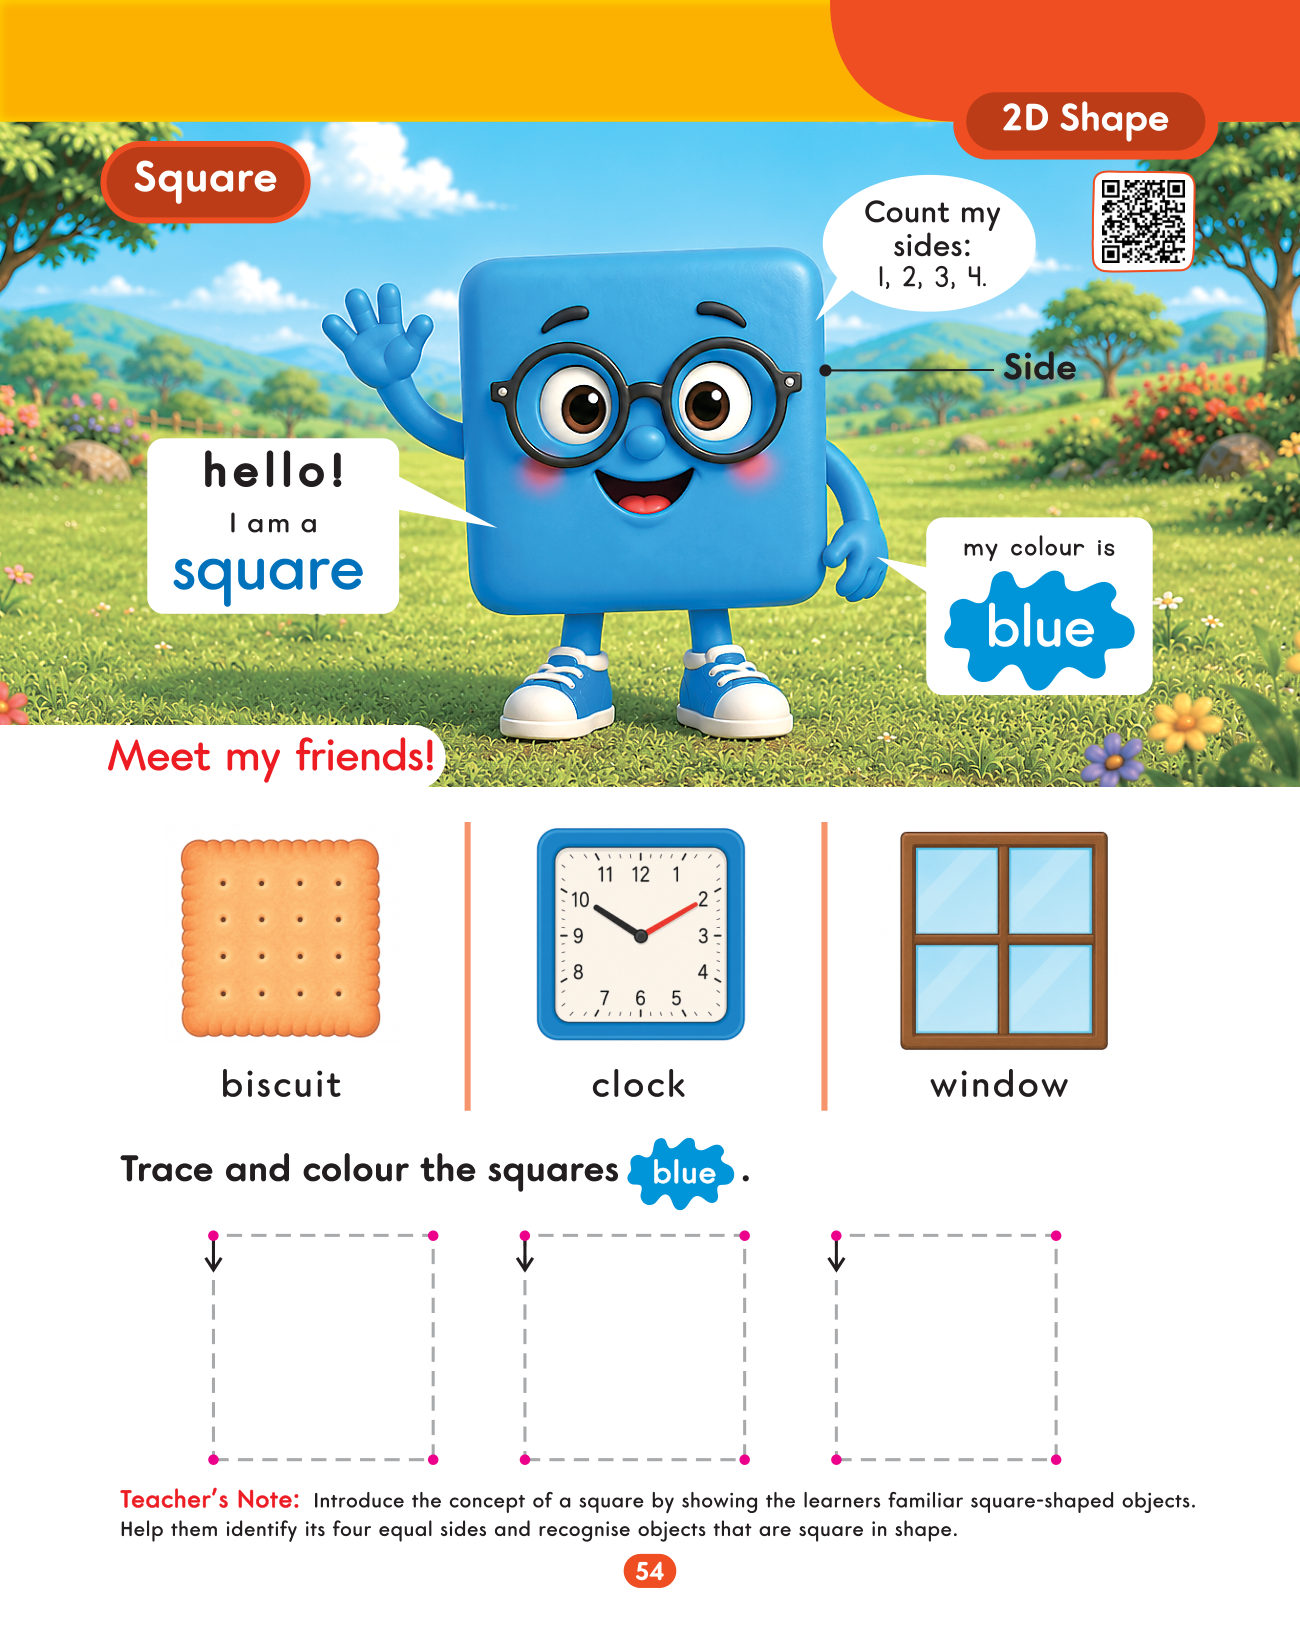 2D Shape
Square
Count my
sides:
1, 2, 3, 4.
Side
hello!
I am a
square
my colour is
blue
Meet my friends!
11 12 1
10 2
9 3
8 4
7 6 5
biscuit
clock
window
Trace and colour the squares blue .
Teacher's Note: Introduce the concept of a square by showing the learners familiar square-shaped objects.
Help them identify its four equal sides and recognise objects that are square in shape.
54